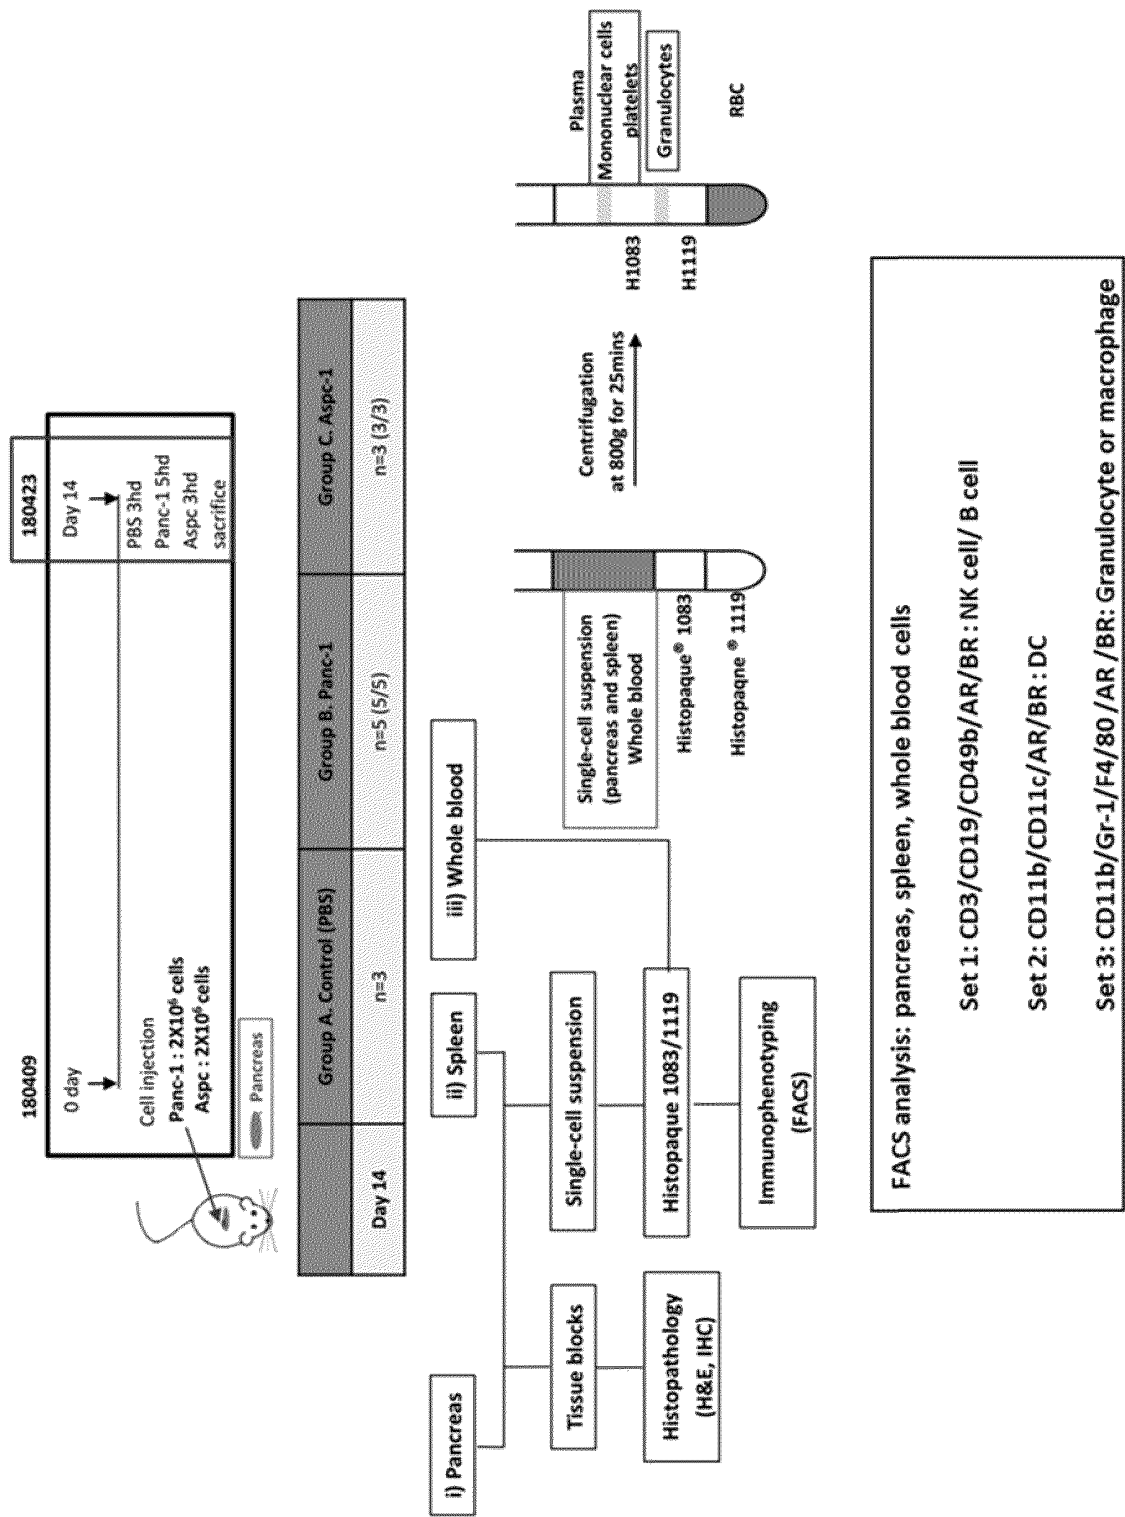 180409
180423
0 day
Day 14
Cell injection
Panc-1 : 2X10⁶ cells
Aspc : 2X10⁶ cells
PBS 3hd
Panc-1 5hd
Aspc 3hd
sacrifice
Pancreas
Group A. Control (PBS)
Group B. Panc-1
Group C. Aspc-1
Day 14
n=3
n=5 (5/5)
n=3 (3/3)
i) Pancreas
ii) Spleen
iii) Whole blood
Tissue blocks
Single-cell suspension
Histopathology
(H&E, IHC)
Histopaque 1083/1119
Immunophenotyping
(FACS)
Single-cell suspension
(pancreas and spleen)
Whole blood
Histopaque® 1083
Histopaqne ® 1119
Centrifugation
at 800g for 25mins
H1083
H1119
Plasma
Mononuclear cells
platelets
Granulocytes
RBC
FACS analysis: pancreas, spleen, whole blood cells
Set 1: CD3/CD19/CD49b/AR/BR : NK cell/ B cell
Set 2: CD11b/CD11c/AR/BR : DC
Set 3: CD11b/Gr-1/F4/80 /AR /BR: Granulocyte or macrophage